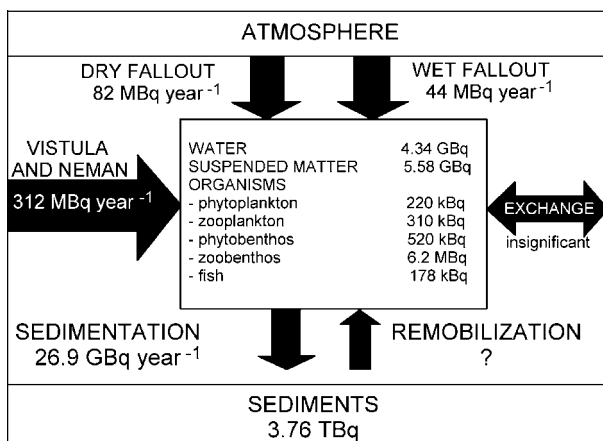 ATMOSPHERE
DRY FALLOUT
82 MBq year⁻¹
WET FALLOUT
44 MBq year⁻¹
VISTULA
AND NEMAN
312 MBq year⁻¹
WATER 4.34 GBq
SUSPENDED MATTER 5.58 GBq
ORGANISMS
- phytoplankton 220 kBq
- zooplankton 310 kBq
- phytobenthos 520 kBq
- zoobenthos 6.2 MBq
- fish 178 kBq
EXCHANGE
insignificant
SEDIMENTATION
26.9 GBq year⁻¹
REMOBILIZATION
?
SEDIMENTS
3.76 TBq